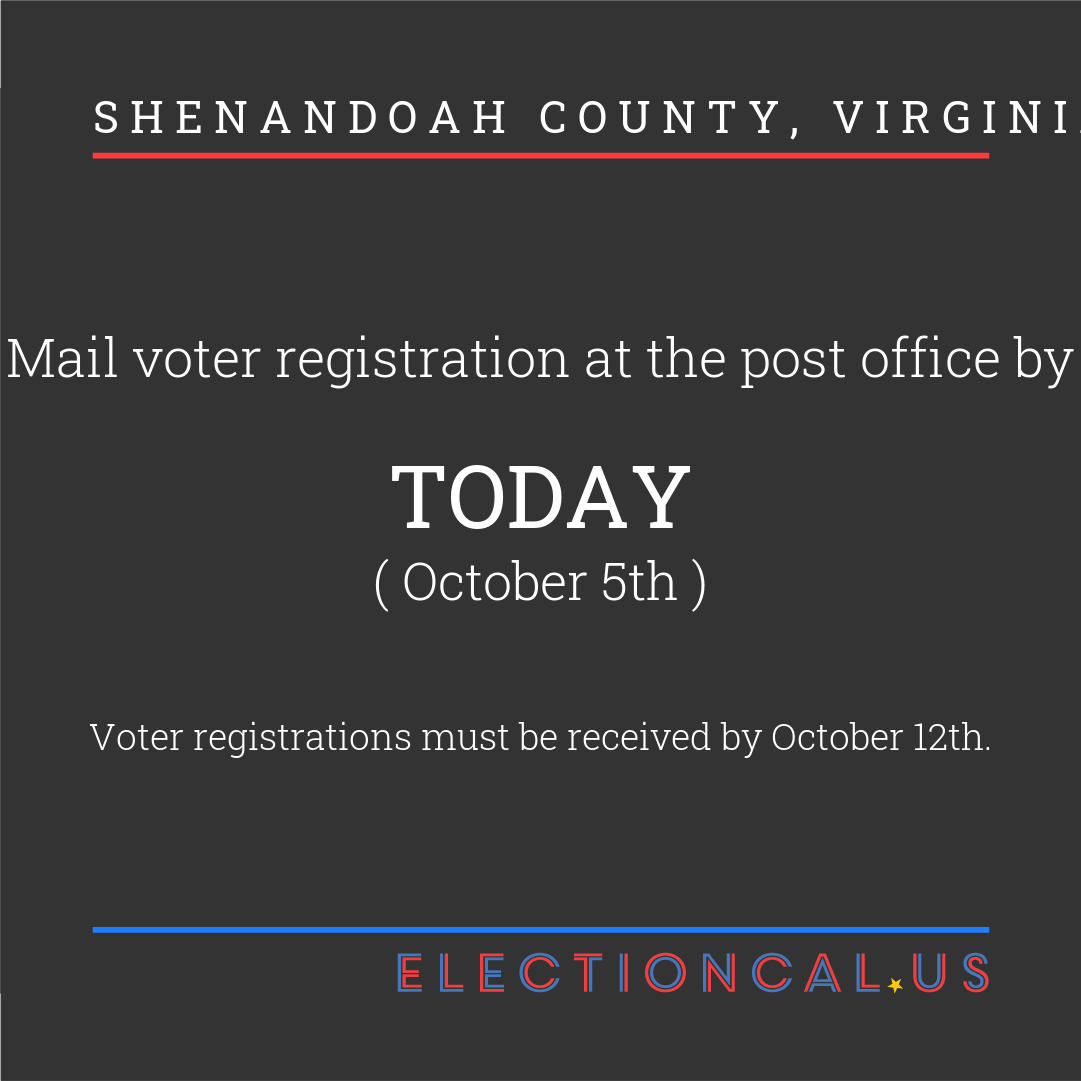 SHENANDOAH COUNTY, VIRGINI
Mail voter registration at the post office by
TODAY
( October 5th )
Voter registrations must be received by October 12th.
ELECTIONCAL.US